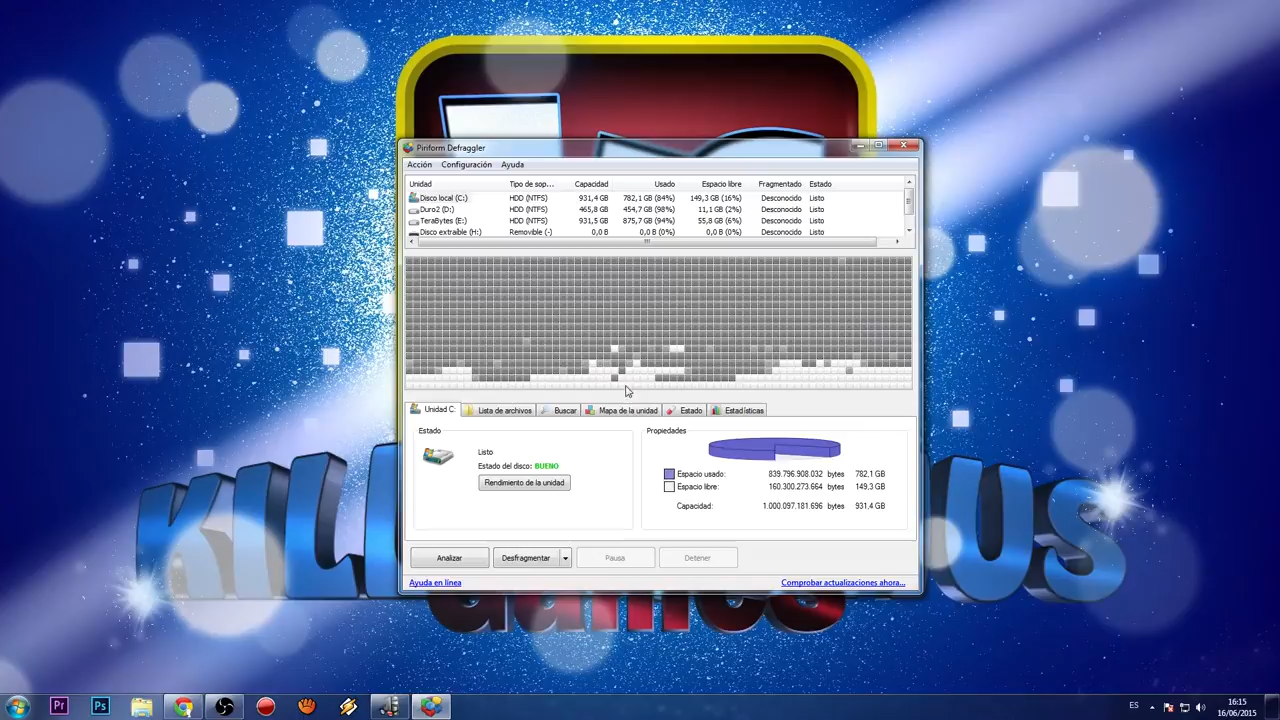 Piriform Defraggler
Acción Configuración Ayuda
Unidad Tipo de sop... Capacidad Usado Espacio libre Fragmentado Estado
Disco local (C:) HDD (NTFS) 931,4 GB 782,1 GB (84%) 149,3 GB (16%) Desconocido Listo
Duro2 (D:) HDD (NTFS) 465,8 GB 454,7 GB (98%) 11,1 GB (2%) Desconocido Listo
TeraBytes (E:) HDD (NTFS) 931,5 GB 875,7 GB (94%) 55,8 GB (6%) Desconocido Listo
Disco extraíble (H:) Removible (-) 0,0 B 0,0 B (0%) 0,0 B (0%) Desconocido Listo
Unidad C: Lista de archivos Buscar Mapa de la unidad Estado Estadísticas
Estado
Listo
Estado del disco: BUENO
Rendimiento de la unidad
Propiedades
Espacio usado: 839.796.908.032 bytes 782,1 GB
Espacio libre: 160.300.273.664 bytes 149,3 GB
Capacidad: 1.000.097.181.696 bytes 931,4 GB
Analizar Desfragmentar Pausa Detener
Ayuda en línea Comprobar actualizaciones ahora...
Games
Pr Ps
ES
16:15
16/06/2015